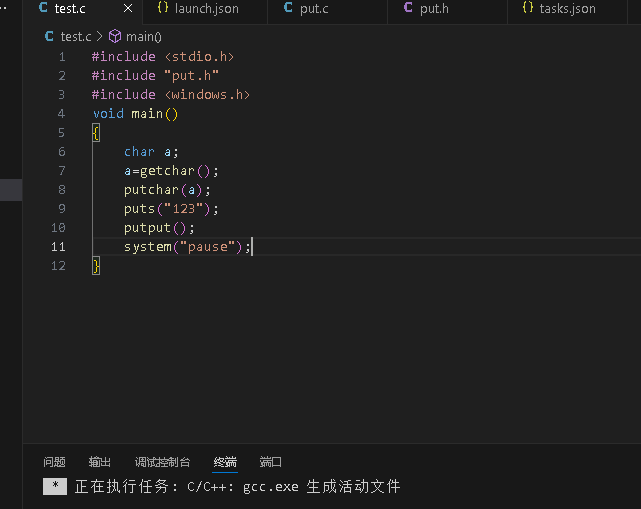 test.c launch.json put.c put.h tasks.json
test.c > main()
1 #include <stdio.h>
2 #include "put.h"
3 #include <windows.h>
4 void main()
5 {
6 char a;
7 a=getchar();
8 putchar(a);
9 puts("123");
10 putput();
11 system("pause");
12 }
问题 输出 调试控制台 终端 端口
* 正在执行任务: C/C++: gcc.exe 生成活动文件